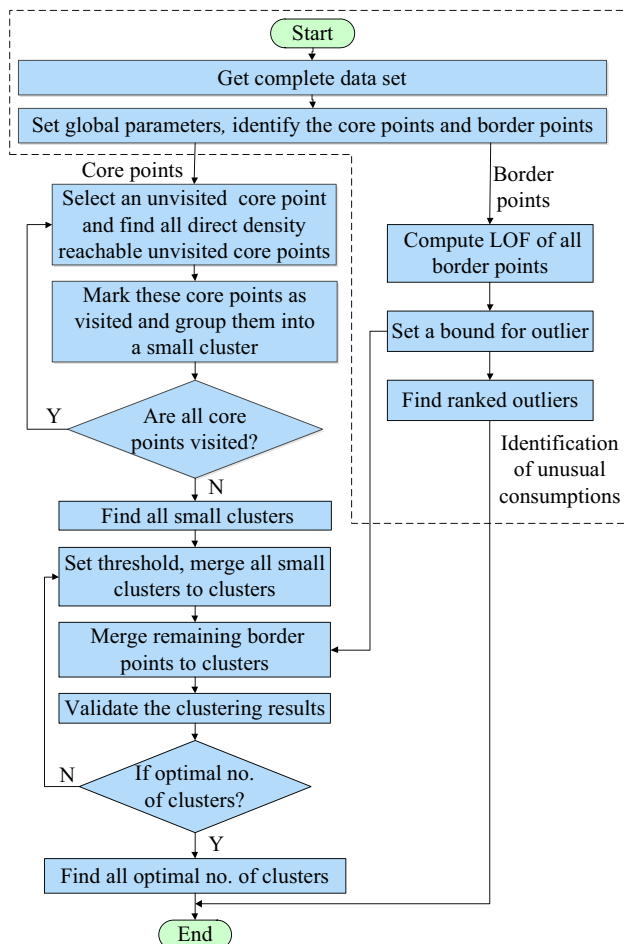 Start
Get complete data set
Set global parameters, identify the core points and border points
Core points
Border
points
Select an unvisited core point
and find all direct density
reachable unvisited core points
Compute LOF of all
border points
Mark these core points as
visited and group them into
a small cluster
Set a bound for outlier
Find ranked outliers
Y
Are all core
points visited?
Identification
of unusual
consumptions
N
Find all small clusters
Set threshold, merge all small
clusters to clusters
Merge remaining border
points to clusters
Validate the clustering results
N
If optimal no.
of clusters?
Y
Find all optimal no. of clusters
End